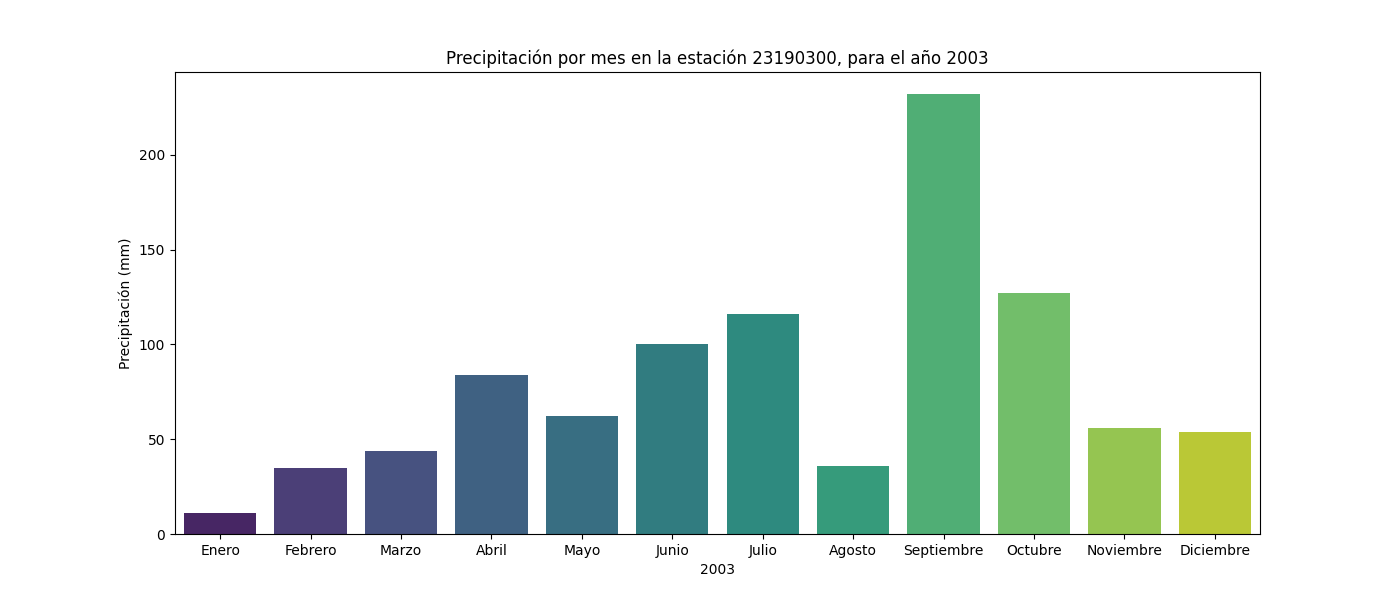 Precipitación por mes en la estación 23190300, para el año 2003
Precipitación (mm)
200
150
100
50
0
Enero Febrero Marzo Abril Mayo Junio Julio Agosto Septiembre Octubre Noviembre Diciembre
2003